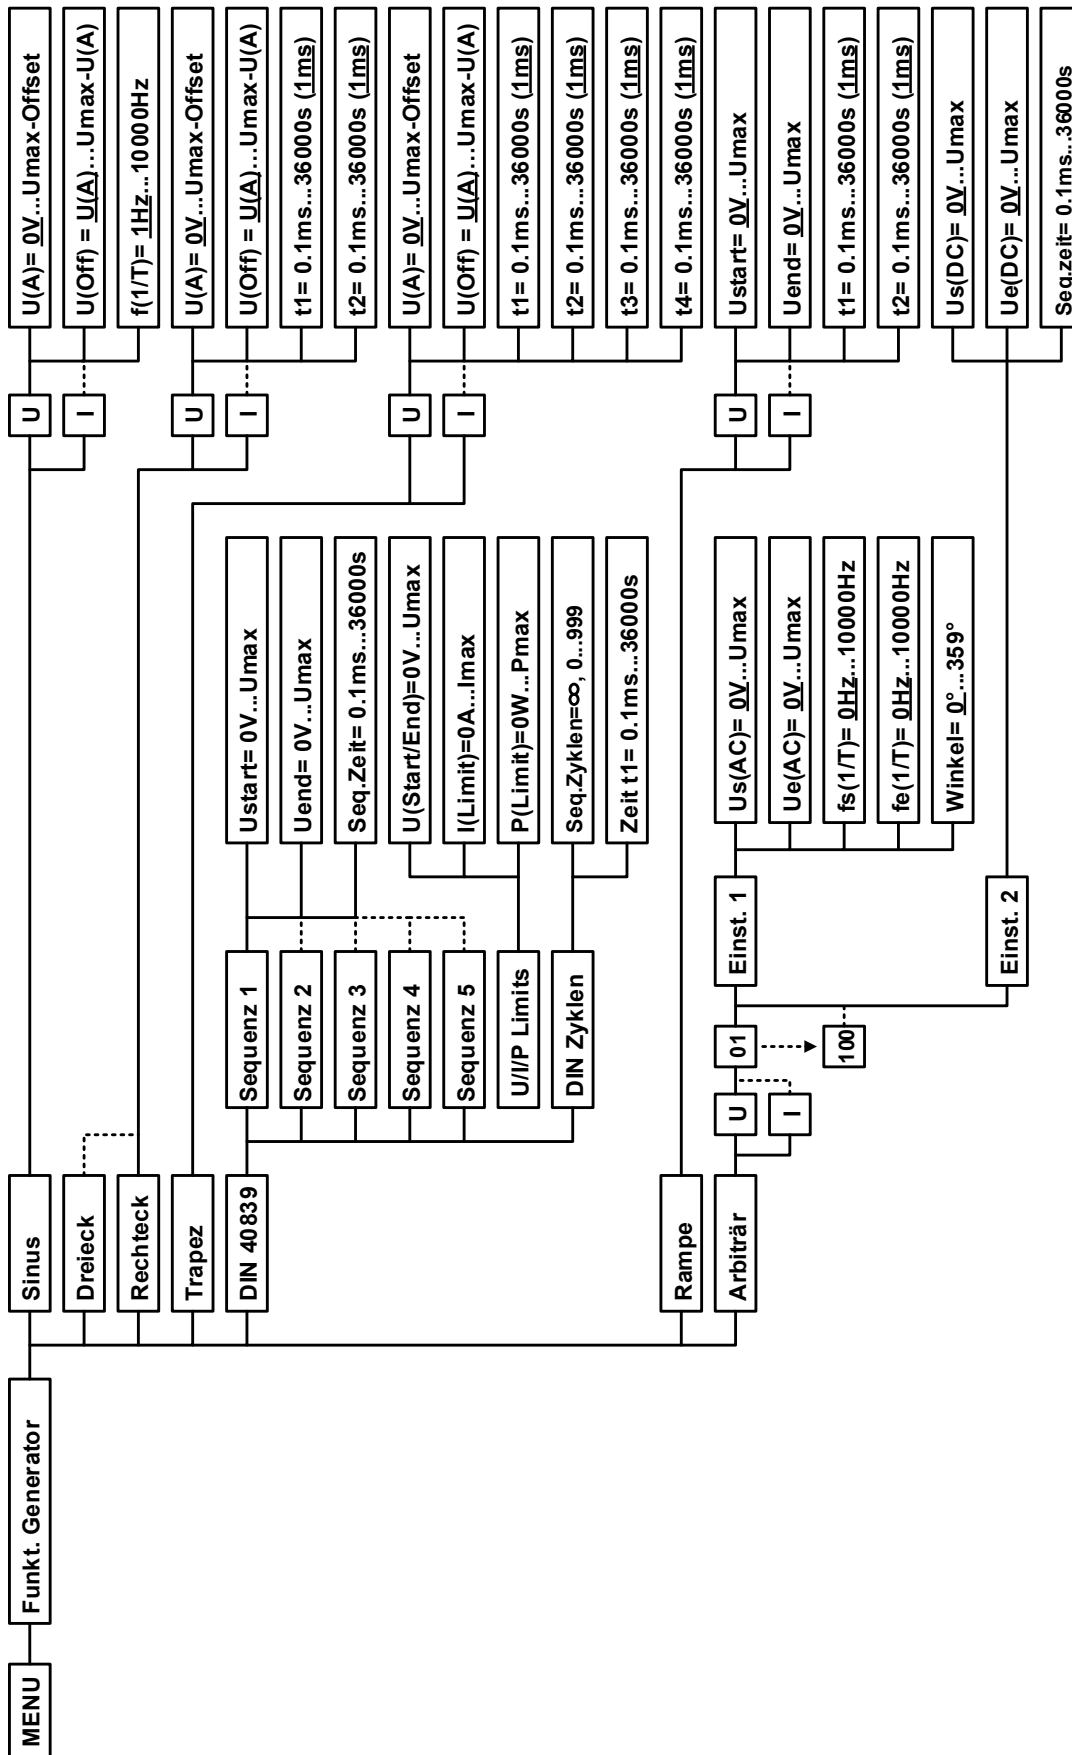 MENU
Funkt. Generator
Sinus
U
I
U(A)= 0V...Umax-Offset
U(Off) = U(A)...Umax-U(A)
f(1/T)= 1Hz...10000Hz
Dreieck
Rechteck
U
I
U(A)= 0V...Umax-Offset
U(Off) = U(A)...Umax-U(A)
t1= 0.1ms...36000s (1ms)
t2= 0.1ms...36000s (1ms)
Trapez
U
I
U(A)= 0V...Umax-Offset
U(Off) = U(A)...Umax-U(A)
t1= 0.1ms...36000s (1ms)
t2= 0.1ms...36000s (1ms)
t3= 0.1ms...36000s (1ms)
t4= 0.1ms...36000s (1ms)
DIN 40839
Sequenz 1
Sequenz 2
Sequenz 3
Sequenz 4
Sequenz 5
Ustart= 0V...Umax
Uend= 0V...Umax
Seq.Zeit= 0.1ms...36000s
U/I/P Limits
U(Start/End)=0V...Umax
I(Limit)=0A...Imax
P(Limit)=0W...Pmax
DIN Zyklen
Seq.Zyklen=∞, 0...999
Zeit t1= 0.1ms...36000s
Rampe
U
I
Ustart= 0V...Umax
Uend= 0V...Umax
t1= 0.1ms...36000s (1ms)
t2= 0.1ms...36000s (1ms)
Arbiträr
U
I
01
100
Einst. 1
Us(AC)= 0V...Umax
Ue(AC)= 0V...Umax
fs(1/T)= 0Hz...10000Hz
fe(1/T)= 0Hz...10000Hz
Winkel= 0°...359°
Einst. 2
Us(DC)= 0V...Umax
Ue(DC)= 0V...Umax
Seq.zeit= 0.1ms...36000s